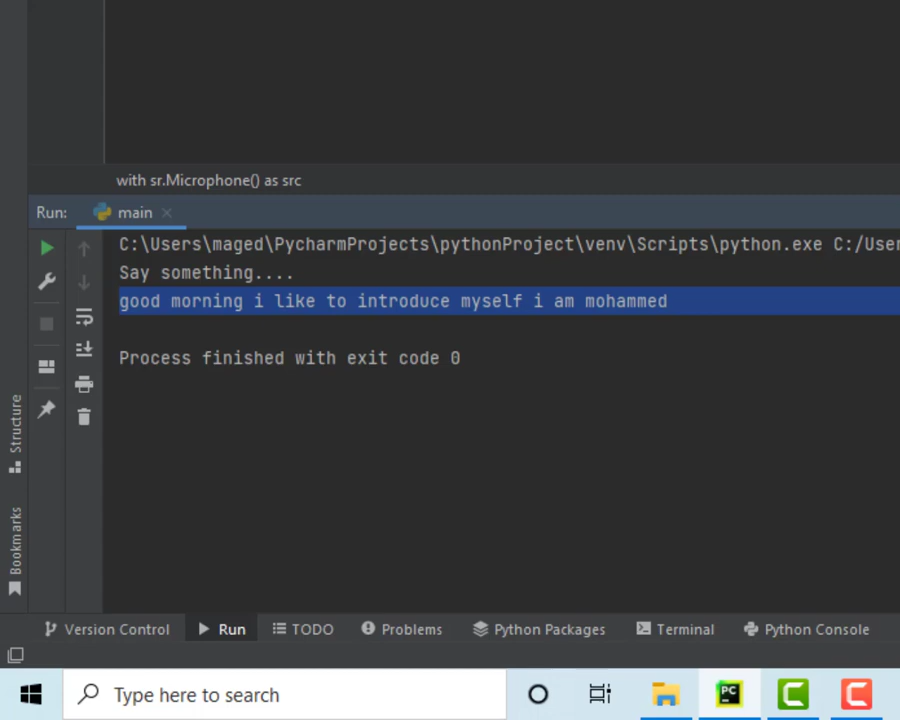 with sr.Microphone() as src
Run: main
C:\Users\maged\PycharmProjects\pythonProject\venv\Scripts\python.exe C:/User
Say something....
good morning i like to introduce myself i am mohammed
Process finished with exit code 0
Structure
Bookmarks
Version Control Run TODO Problems Python Packages Terminal Python Console
Type here to search PC